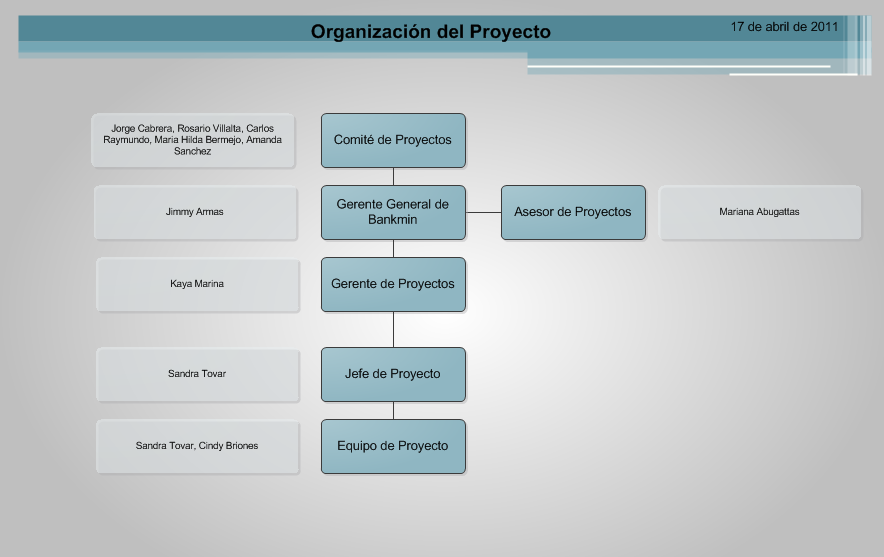 Organización del Proyecto
17 de abril de 2011
Jorge Cabrera, Rosario Villalta, Carlos
Raymundo, Maria Hilda Bermejo, Amanda
Sanchez
Comité de Proyectos
Jimmy Armas
Gerente General de
Bankmin
Asesor de Proyectos
Mariana Abugattas
Kaya Marina
Gerente de Proyectos
Sandra Tovar
Jefe de Proyecto
Sandra Tovar, Cindy Briones
Equipo de Proyecto